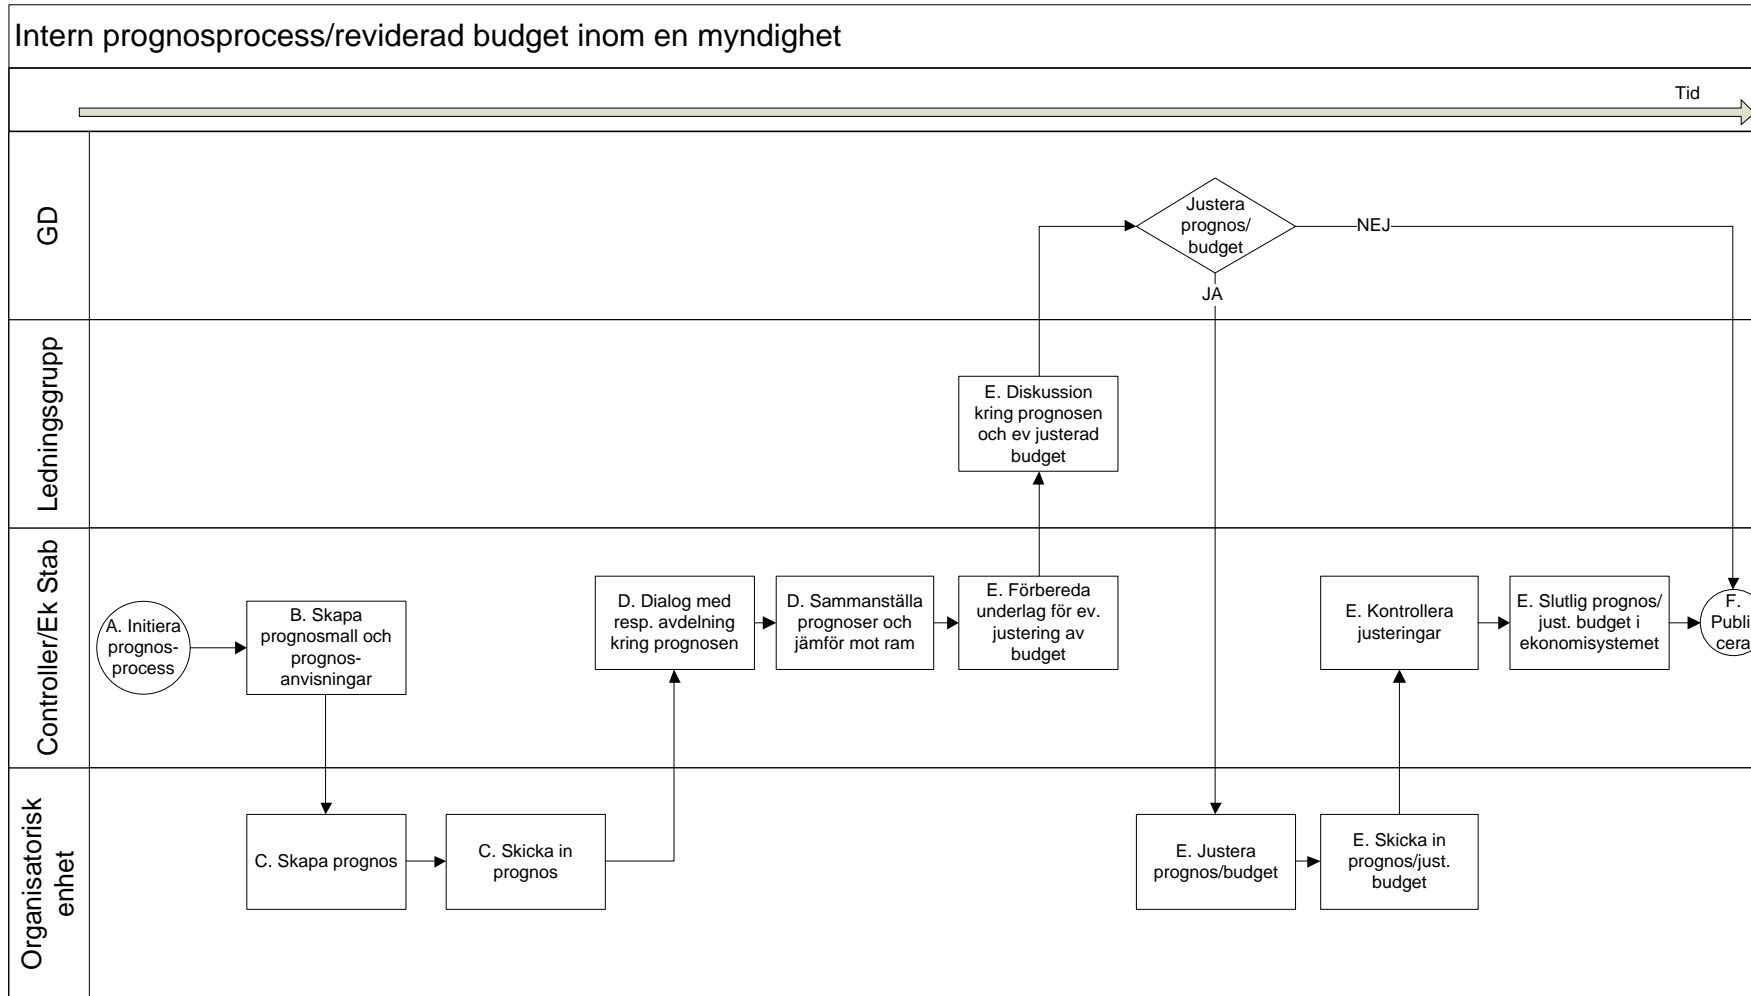 Intern prognosprocess/reviderad budget inom en myndighet
Tid
GD
Justera
prognos/
budget
NEJ
JA
Ledningsgrupp
E. Diskussion
kring prognosen
och ev justerad
budget
Controller/Ek Stab
A. Initiera
prognos-
process
B. Skapa
prognosmall och
prognos-
anvisningar
D. Dialog med
resp. avdelning
kring prognosen
D. Sammanställa
prognoser och
jämför mot ram
E. Förbereda
underlag för ev.
justering av
budget
E. Kontrollera
justeringar
E. Slutlig prognos/
just. budget i
ekonomisystemet
F.
Publi
cera
Organisatorisk
enhet
C. Skapa prognos
C. Skicka in
prognos
E. Justera
prognos/budget
E. Skicka in
prognos/just.
budget